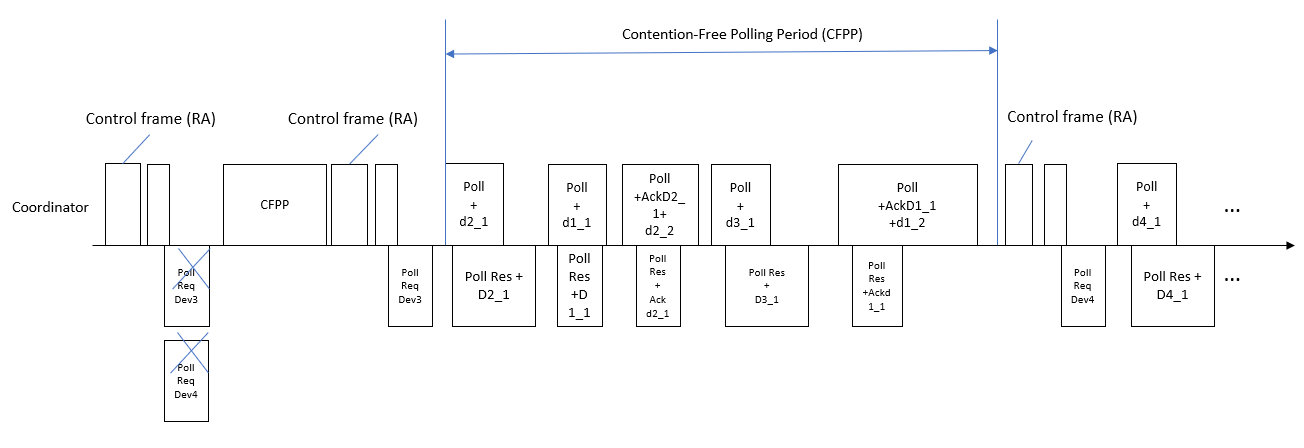 Contention-Free Polling Period (CFPP)
Control frame (RA)
Control frame (RA)
Control frame (RA)
Coordinator
CFPP
Poll
+
d2_1
Poll
+
d1_1
Poll
+AckD2_
1+
d2_2
Poll
+
d3_1
Poll
+AckD1_1
+d1_2
Poll
+
d4_1
...
Poll
Req
Dev3
Poll
Req
Dev3
Poll Res +
D2_1
Poll
Res
+D
1_1
Poll
Res
+
Ack
d2_1
Poll Res
+
D3_1
Poll
Res
+Ackd
1_1
Poll
Req
Dev4
Poll Res +
D4_1
...
Poll
Req
Dev4